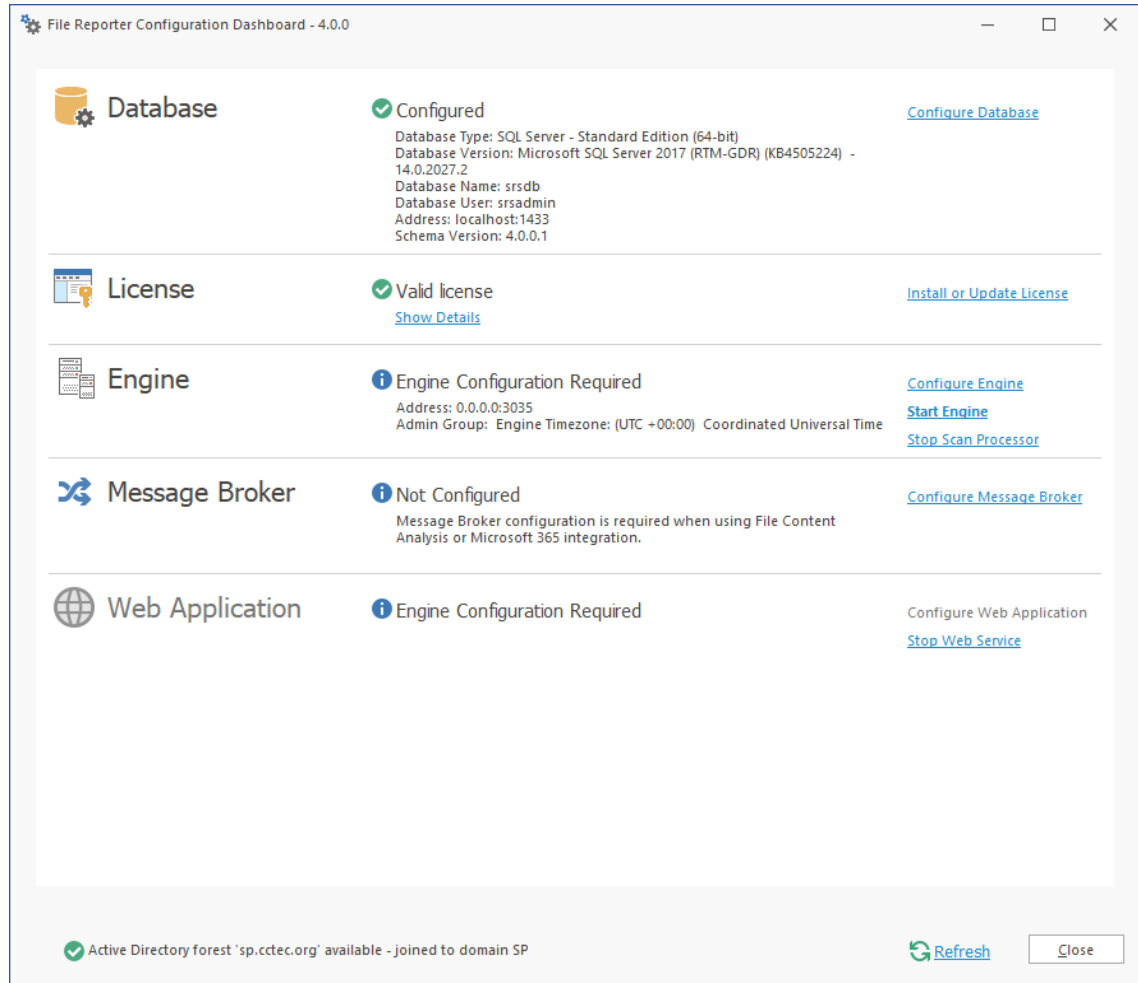 File Reporter Configuration Dashboard - 4.0.0
Database
Configured
Configure Database
Database Type: SQL Server - Standard Edition (64-bit)
Database Version: Microsoft SQL Server 2017 (RTM-GDR) (KB4505224) -
14.0.2027.2
Database Name: srsdb
Database User: srsadmin
Address: localhost:1433
Schema Version: 4.0.0.1
License
Valid license
Install or Update License
Show Details
Engine
Engine Configuration Required
Configure Engine
Address: 0.0.0.0:3035
Start Engine
Admin Group: Engine Timezone: (UTC +00:00) Coordinated Universal Time
Stop Scan Processor
Message Broker
Not Configured
Configure Message Broker
Message Broker configuration is required when using File Content
Analysis or Microsoft 365 integration.
Web Application
Engine Configuration Required
Configure Web Application
Stop Web Service
Active Directory forest 'sp.cctec.org' available - joined to domain SP
Refresh
Close